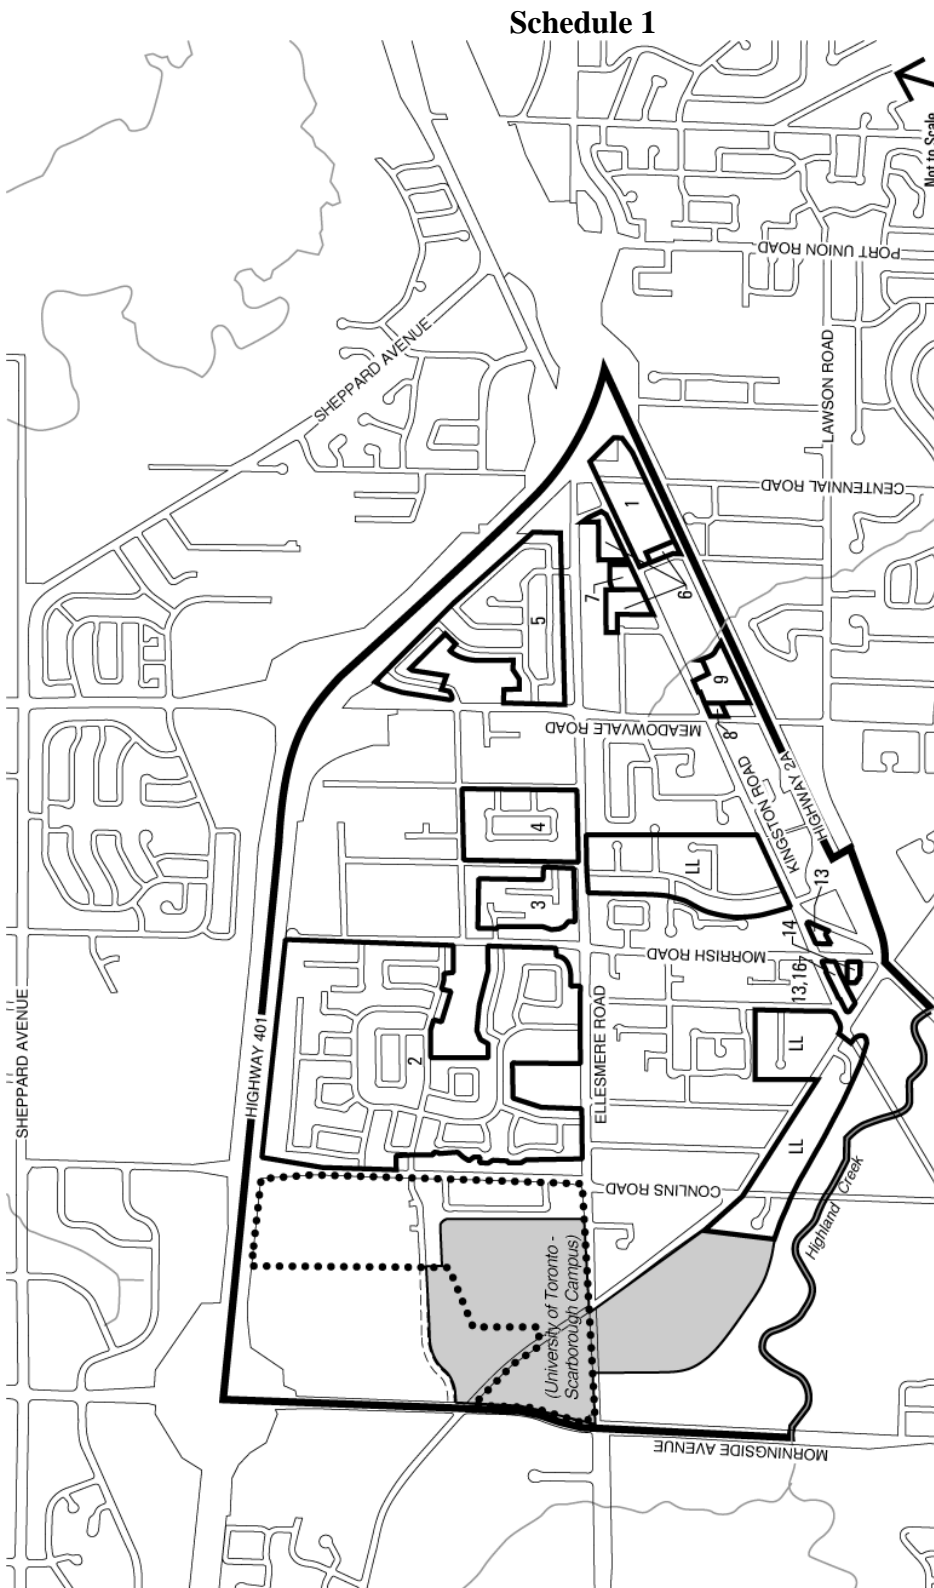 Schedule 1
Not to Scale
PORT UNION ROAD
SHEPPARD AVENUE
LAWSON ROAD
CENTENNIAL ROAD
1
7
6
5
9
8
MEADOWVALE ROAD
HIGHWAY 2A
KINGSTON ROAD
4
LL
3
13
14
MORRISH ROAD
13,16
HIGHWAY 401
2
ELLESMERE ROAD
LL
SHEPPARD AVENUE
LL
CONLINS ROAD
Highland Creek
(University of Toronto -
Scarborough Campus)
MORNINGSIDE AVENUE